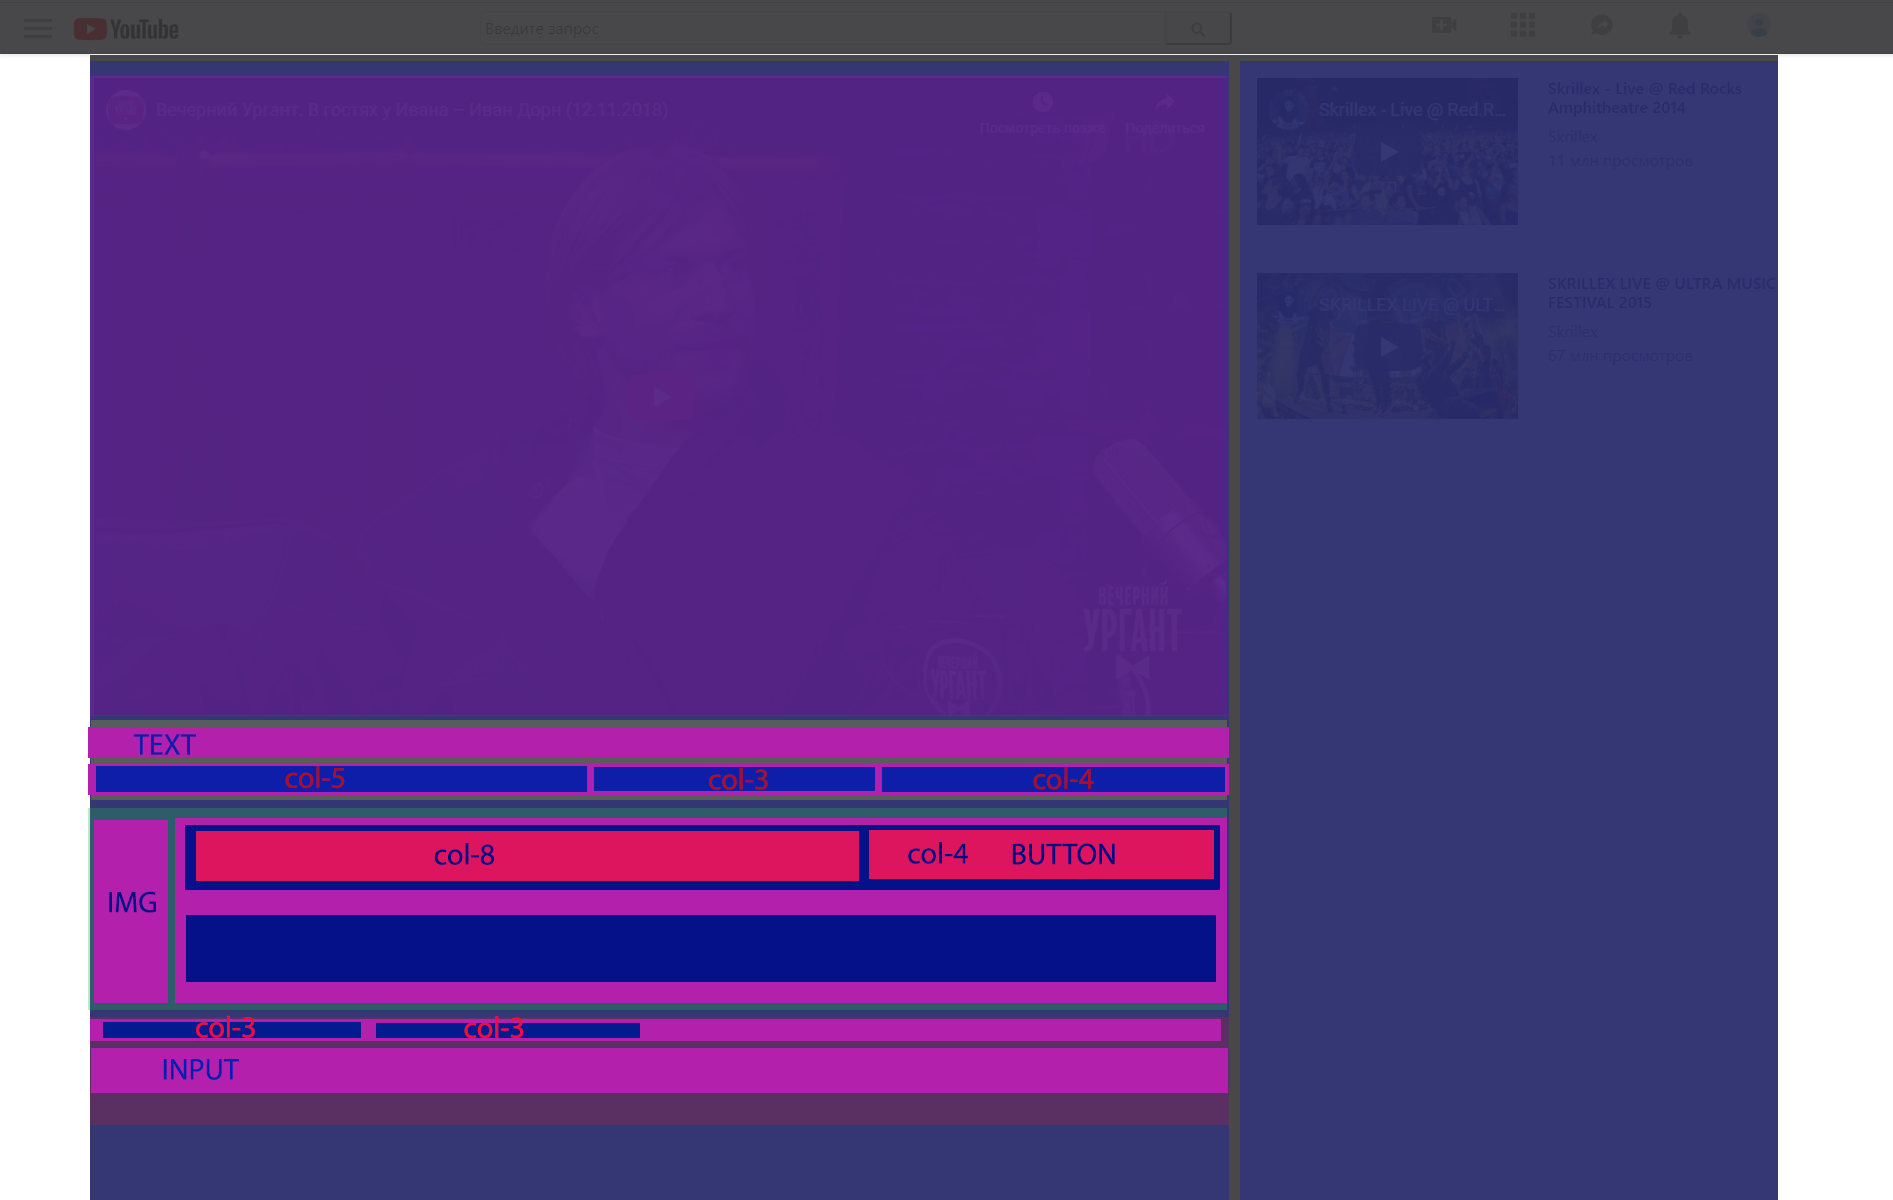 YouTube
Введите запрос
Вечерний Ургант. В гостях у Ивана – Иван Дорн (12.11.2018)
Посмотреть позже
Поделиться
ВЕЧЕРНИЙ
УРГАНТ
ВЕЧЕРНИЙ
УРГАНТ
TEXT
col-5
col-3
col-4
col-8
col-4 BUTTON
IMG
col-3
col-3
INPUT
Skrillex - Live @ Red R...
Skrillex - Live @ Red Rocks
Amphitheatre 2014
Skrillex
11 млн просмотров
SKRILLEX LIVE @ ULT...
SKRILLEX LIVE @ ULTRA MUSIC
FESTIVAL 2015
Skrillex
67 млн просмотров